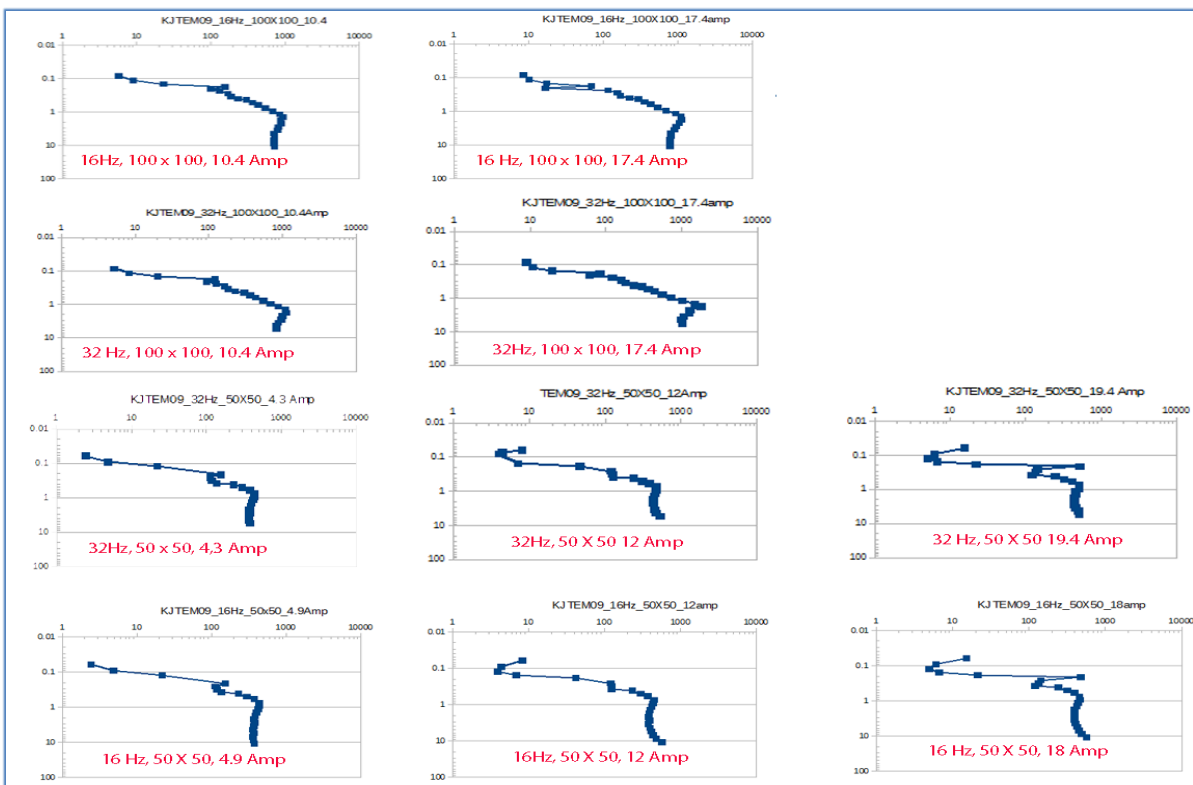 KJTEM09_16Hz_100X100_10.4
1 10 100 1000 10000
0.01
0.1
1
10
100
16Hz, 100 x 100, 10.4 Amp
KJTEM09_16Hz_100X100_17.4amp
1 10 100 1000 10000
0.01
0.1
1
10
100
16 Hz, 100 x 100, 17.4 Amp
KJTEM09_32Hz_100X100_10.4Amp
1 10 100 1000 10000
0.01
0.1
1
10
100
32 Hz, 100 x 100, 10.4 Amp
KJTEM09_32Hz_100X100_17.4amp
1 10 100 1000 10000
0.01
0.1
1
10
100
32Hz, 100 x 100, 17.4 Amp
KJTEM09_32Hz_50X50_4.3 Amp
1 10 100 1000 10000
0.01
0.1
1
10
100
32Hz, 50 x 50, 4,3 Amp
TEM09_32Hz_50X50_12Amp
1 10 100 1000 10000
0.01
0.1
1
10
100
32Hz, 50 X 50 12 Amp
KJTEM09_32Hz_50X50_19.4 Amp
1 10 100 1000 10000
0.01
0.1
1
10
100
32 Hz, 50 X 50 19.4 Amp
KJTEM09_16Hz_50x50_4.9Amp
1 10 100 1000 10000
0.01
0.1
1
10
100
16 Hz, 50 X 50, 4.9 Amp
KJTEM09_16Hz_50X50_12amp
1 10 100 1000 10000
0.01
0.1
1
10
100
16Hz, 50 X 50, 12 Amp
KJTEM09_16Hz_50X50_18amp
1 10 100 1000 10000
0.01
0.1
1
10
100
16 Hz, 50 X 50, 18 Amp